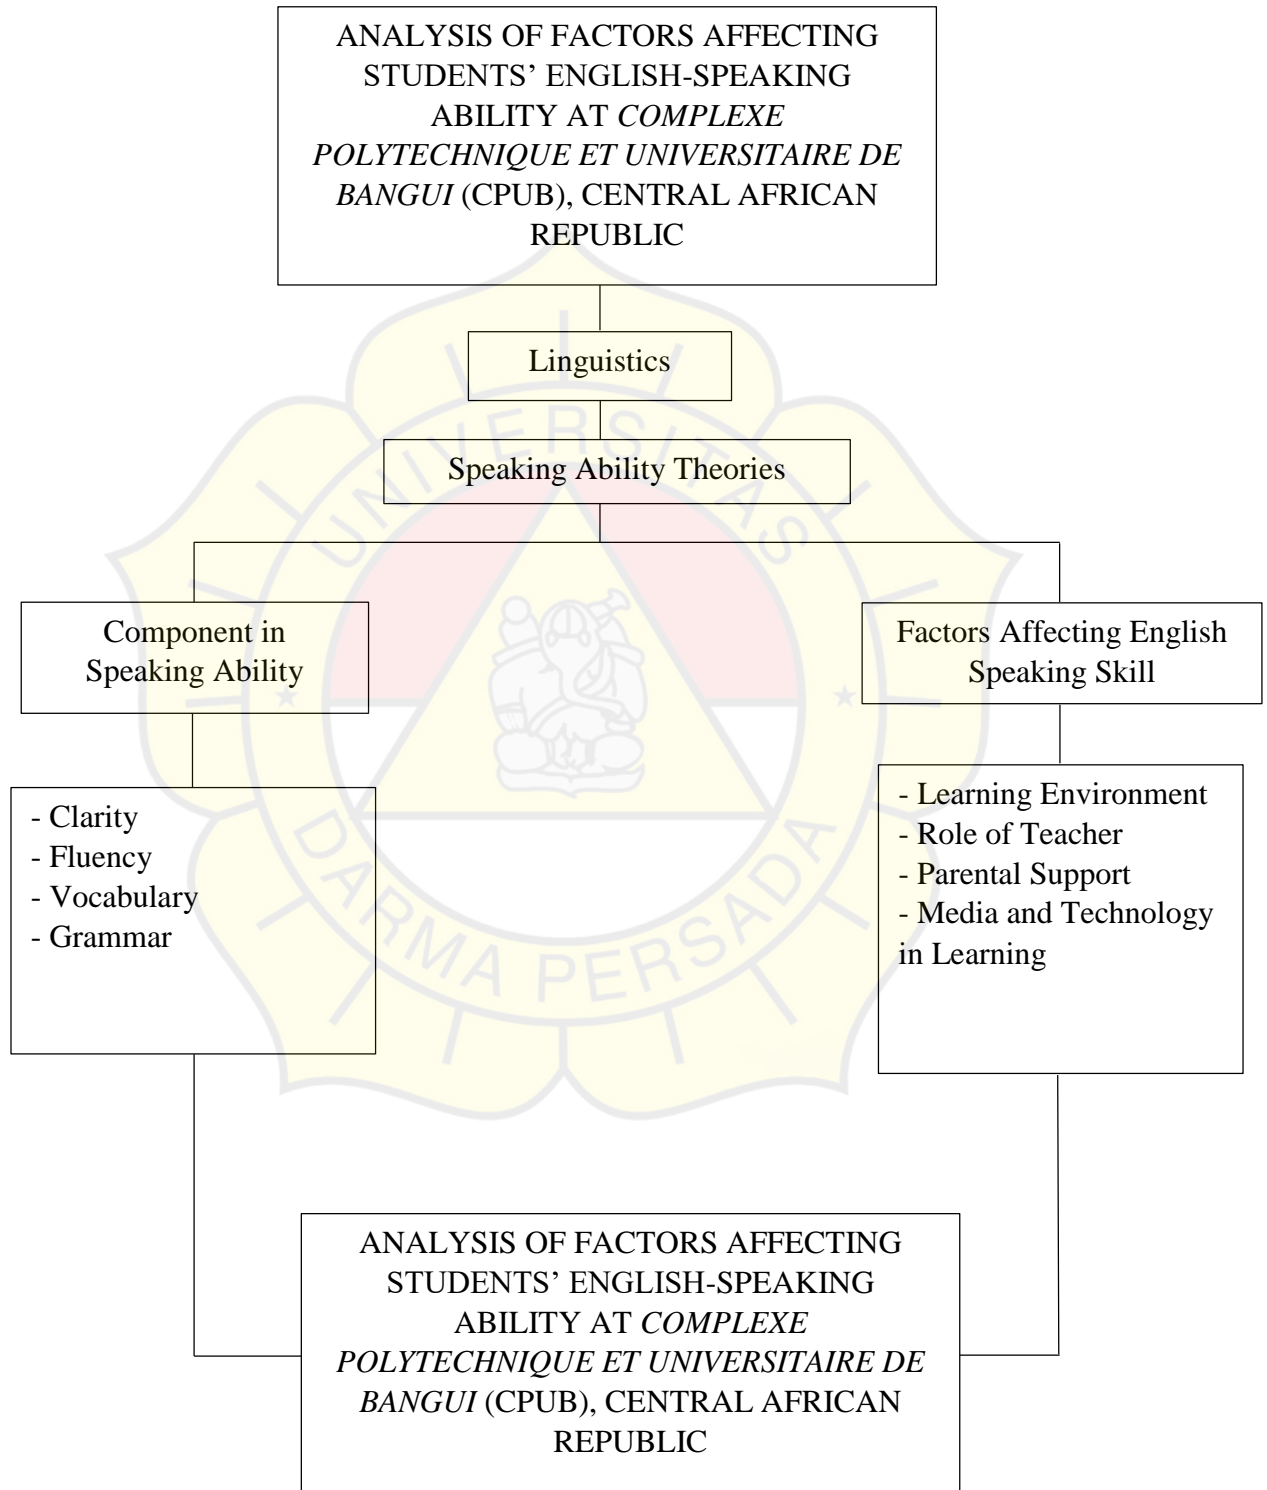 ANALYSIS OF FACTORS AFFECTING
STUDENTS’ ENGLISH-SPEAKING
ABILITY AT COMPLEXE
POLYTECHNIQUE ET UNIVERSITAIRE DE
BANGUI (CPUB), CENTRAL AFRICAN
REPUBLIC
Linguistics
Speaking Ability Theories
Component in
Speaking Ability
Factors Affecting English
Speaking Skill
- Clarity
- Fluency
- Vocabulary
- Grammar
- Learning Environment
- Role of Teacher
- Parental Support
- Media and Technology
in Learning
ANALYSIS OF FACTORS AFFECTING
STUDENTS’ ENGLISH-SPEAKING
ABILITY AT COMPLEXE
POLYTECHNIQUE ET UNIVERSITAIRE DE
BANGUI (CPUB), CENTRAL AFRICAN
REPUBLIC
UNIVERSITAS
DARMA PERSADA